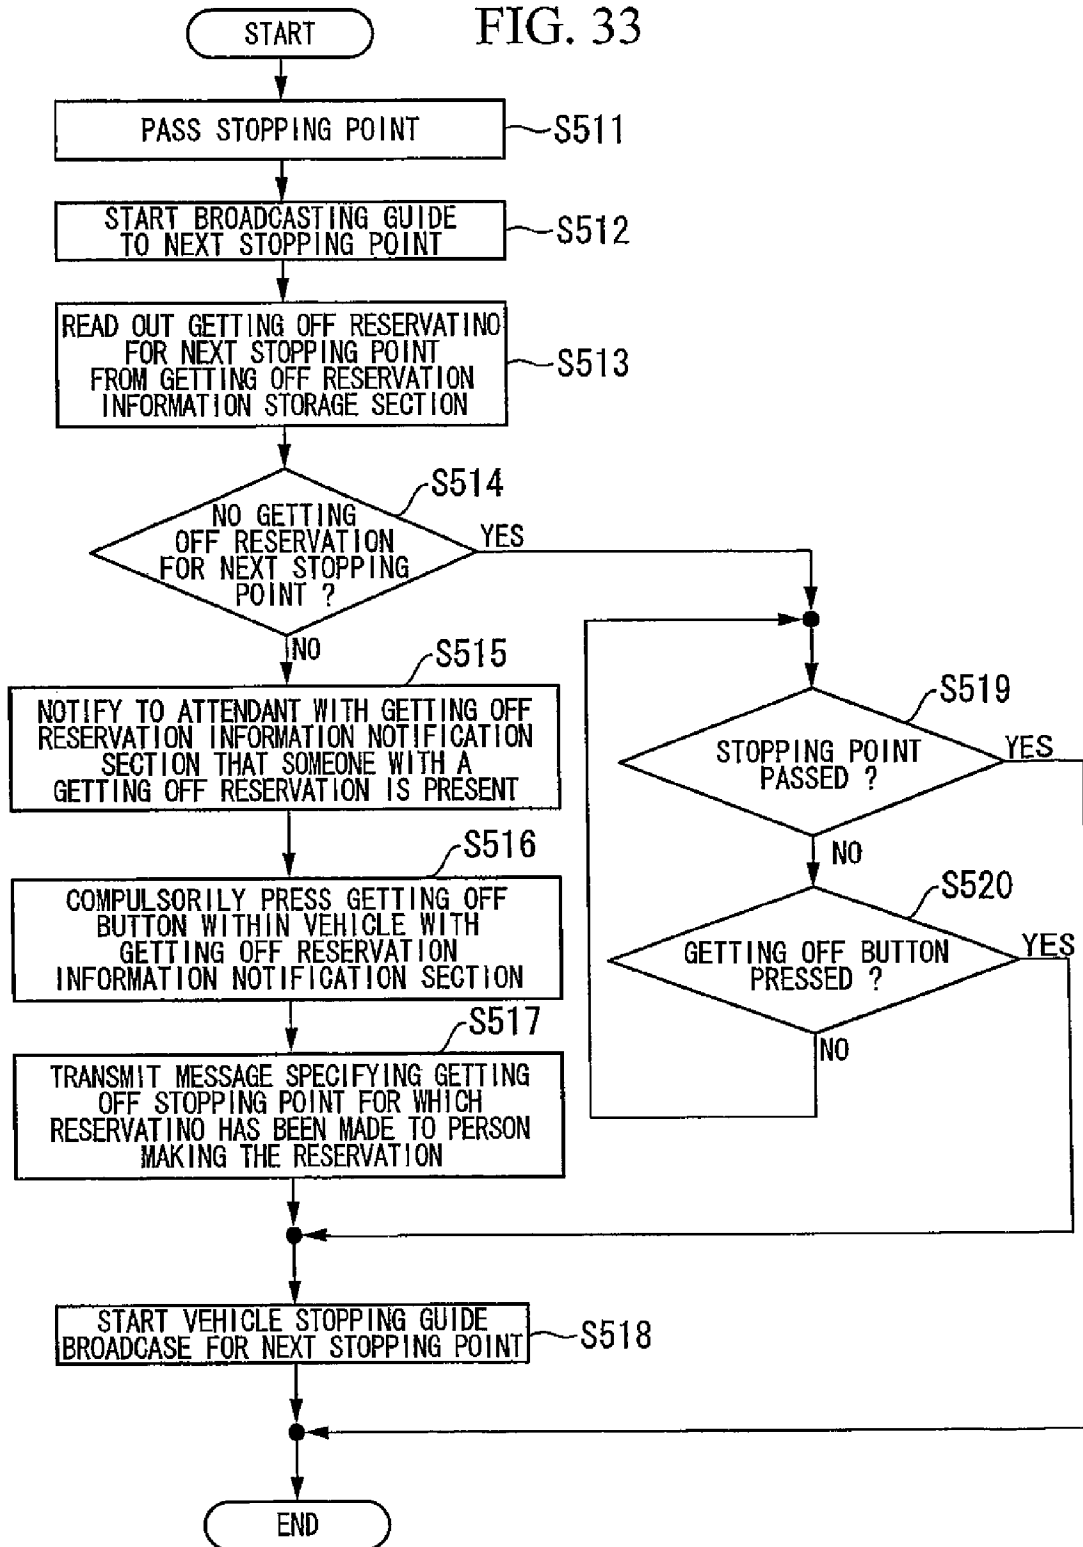 FIG. 33
START
PASS STOPPING POINT
S511
START BROADCASTING GUIDE
TO NEXT STOPPING POINT
S512
READ OUT GETTING OFF RESERVATINO
FOR NEXT STOPPING POINT
FROM GETTING OFF RESERVATION
INFORMATION STORAGE SECTION
S513
S514
NO GETTING
OFF RESERVATION
FOR NEXT STOPPING
POINT ?
YES
NO
S515
NOTIFY TO ATTENDANT WITH GETTING OFF
RESERVATION INFORMATION NOTIFICATION
SECTION THAT SOMEONE WITH A
GETTING OFF RESERVATION IS PRESENT
S516
COMPULSORILY PRESS GETTING OFF
BUTTON WITHIN VEHICLE WITH
GETTING OFF RESERVATION
INFORMATION NOTIFICATION SECTION
S517
TRANSMIT MESSAGE SPECIFYING GETTING
OFF STOPPING POINT FOR WHICH
RESERVATINO HAS BEEN MADE TO PERSON
MAKING THE RESERVATION
S519
STOPPING POINT
PASSED ?
YES
NO
S520
GETTING OFF BUTTON
PRESSED ?
YES
NO
START VEHICLE STOPPING GUIDE
BROADCASE FOR NEXT STOPPING POINT
S518
END